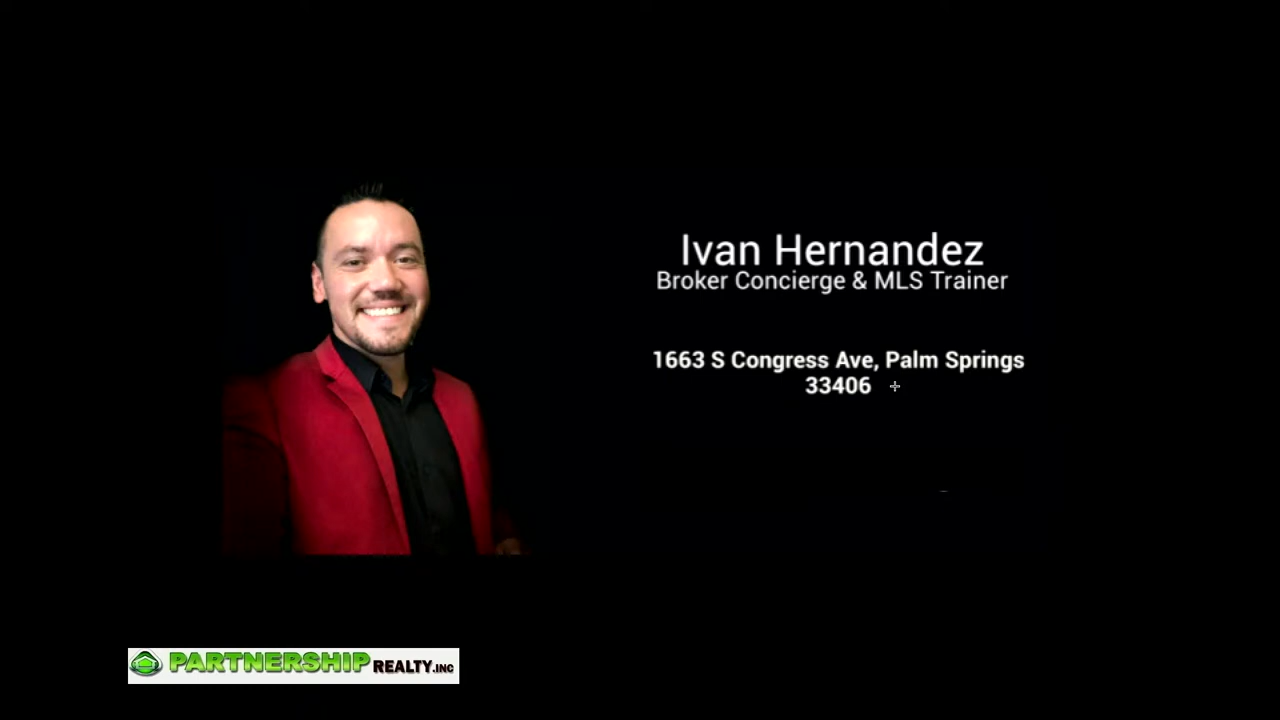 Ivan Hernandez
Broker Concierge & MLS Trainer
1663 S Congress Ave, Palm Springs
33406
PARTNERSHIP REALTY.INC